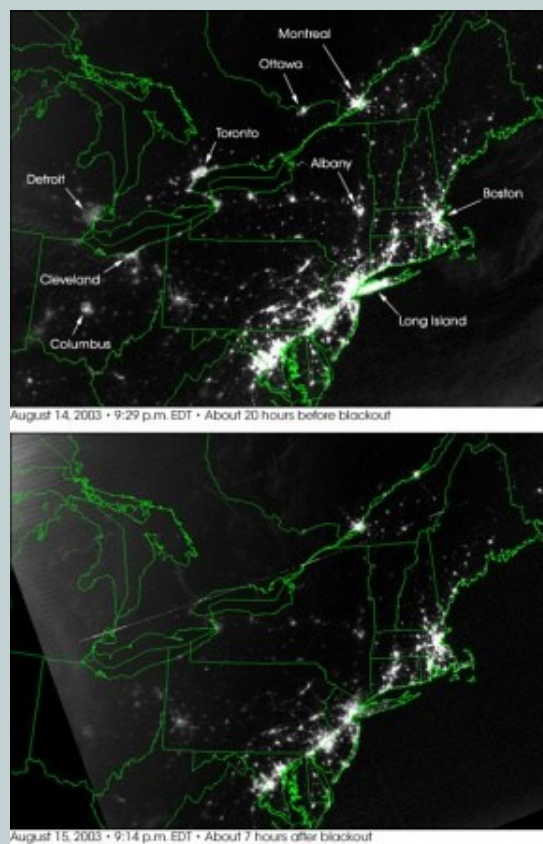 Montreal
Ottawa
Toronto
Albany
Detroit
Boston
Cleveland
Long Island
Columbus
August 14, 2003 • 9:29 p.m. EDT • About 20 hours before blackout
August 15, 2003 • 9:14 p.m. EDT • About 7 hours after blackout